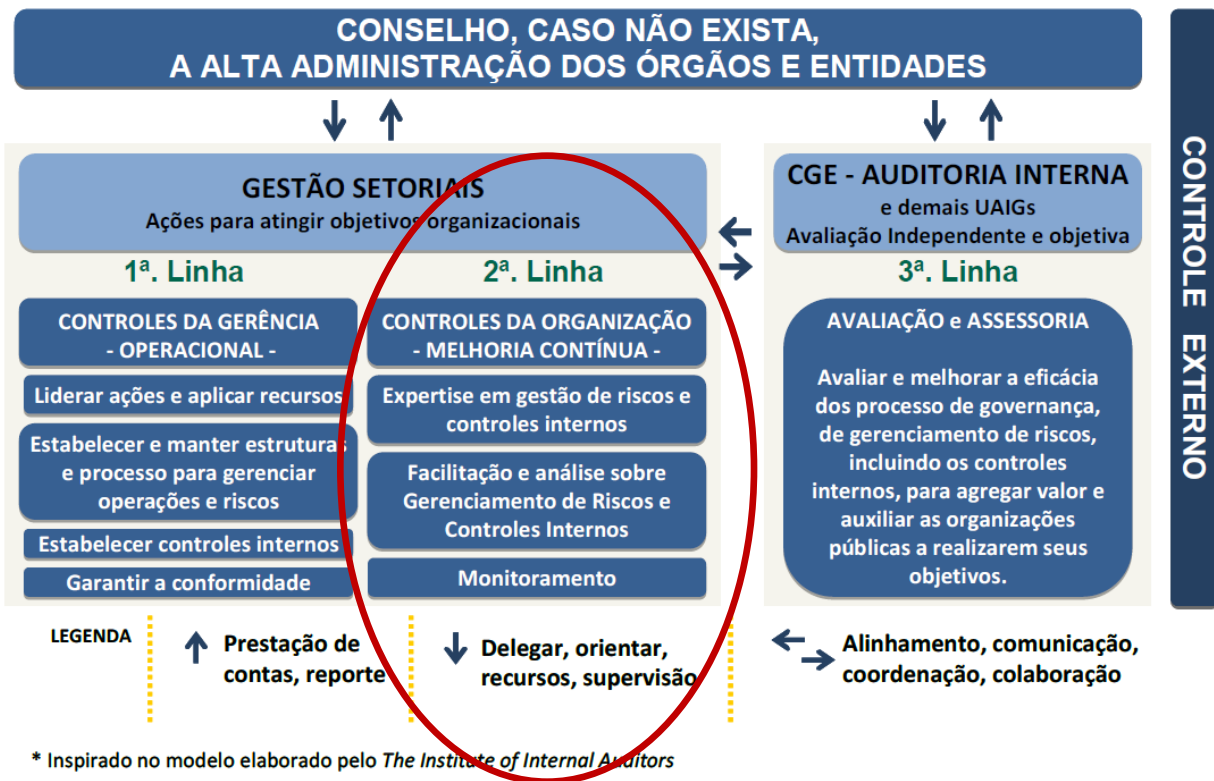 CONSELHO, CASO NÃO EXISTA,
A ALTA ADMINISTRAÇÃO DOS ÓRGÃOS E ENTIDADES
GESTÃO SETORIAIS
Ações para atingir objetivos organizacionais
1ª. Linha
CONTROLES DA GERÊNCIA
- OPERACIONAL -
Liderar ações e aplicar recursos
Estabelecer e manter estruturas
e processo para gerenciar
operações e riscos
Estabelecer controles internos
Garantir a conformidade
2ª. Linha
CONTROLES DA ORGANIZAÇÃO
- MELHORIA CONTÍNUA -
Expertise em gestão de riscos e
controles internos
Facilitação e análise sobre
Gerenciamento de Riscos e
Controles Internos
Monitoramento
CGE - AUDITORIA INTERNA
e demais UAIGs
Avaliação Independente e objetiva
3ª. Linha
AVALIAÇÃO e ASSESSORIA
Avaliar e melhorar a eficácia
dos processo de governança,
de gerenciamento de riscos,
incluindo os controles
internos, para agregar valor e
auxiliar as organizações
públicas a realizarem seus
objetivos.
CONTROLE EXTERNO
LEGENDA
Prestação de
contas, reporte
Delegar, orientar,
recursos, supervisão
Alinhamento, comunicação,
coordenação, colaboração
* Inspirado no modelo elaborado pelo The Institute of Internal Auditors